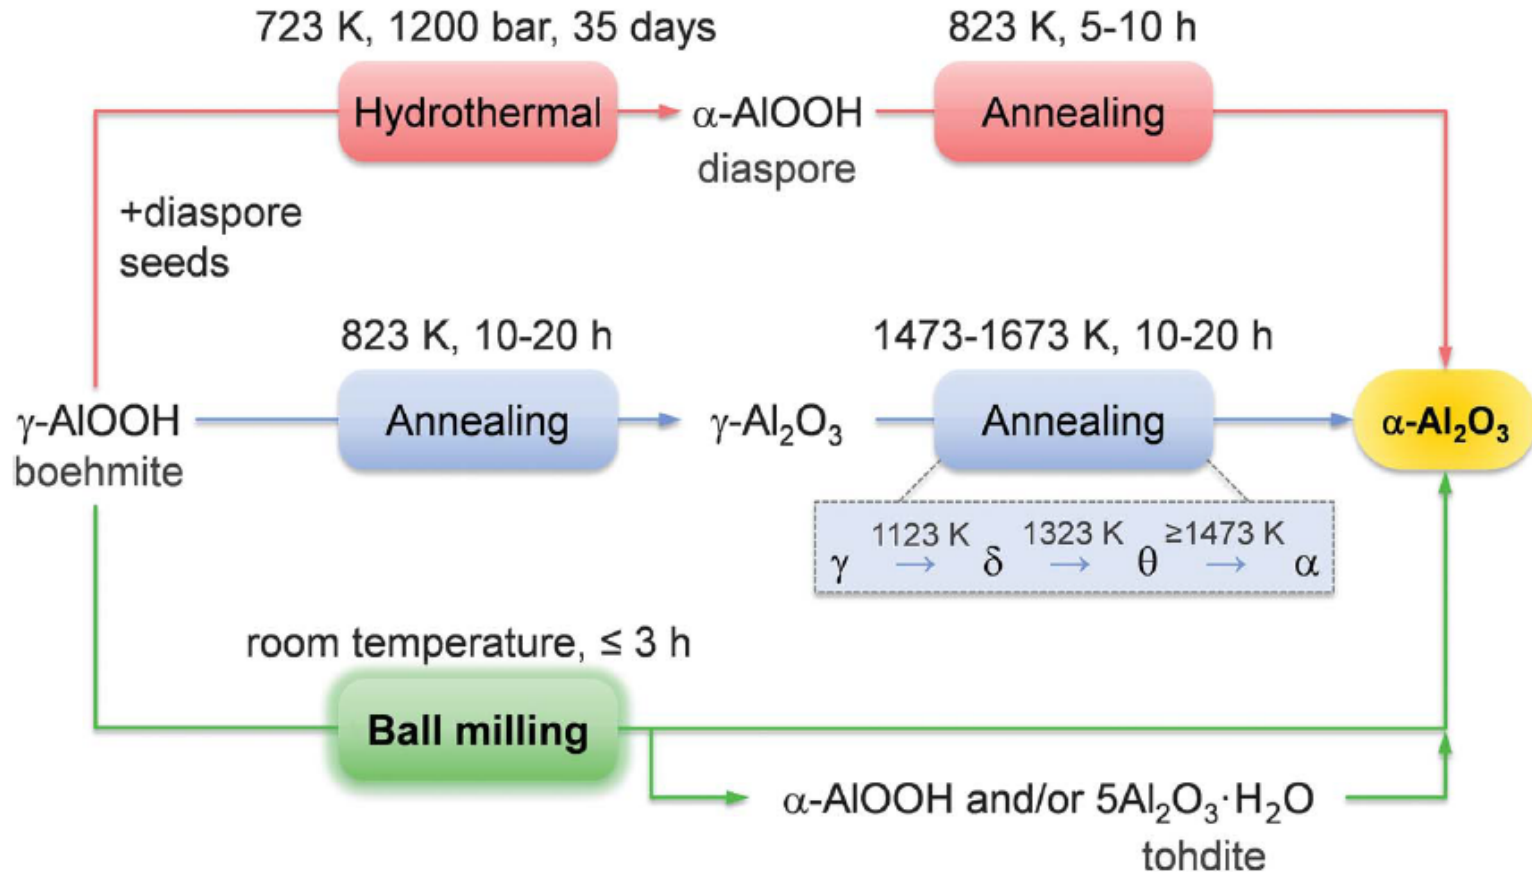 723 K, 1200 bar, 35 days
823 K, 5-10 h
Hydrothermal
α-AlOOH
diaspore
Annealing
+diaspore
seeds
823 K, 10-20 h
1473-1673 K, 10-20 h
γ-AlOOH
boehmite
Annealing
γ-Al₂O₃
Annealing
α-Al₂O₃
1123 K
1323 K
≥1473 K
γ → δ → θ → α
room temperature, ≤ 3 h
Ball milling
α-AlOOH and/or 5Al₂O₃·H₂O
tohdite